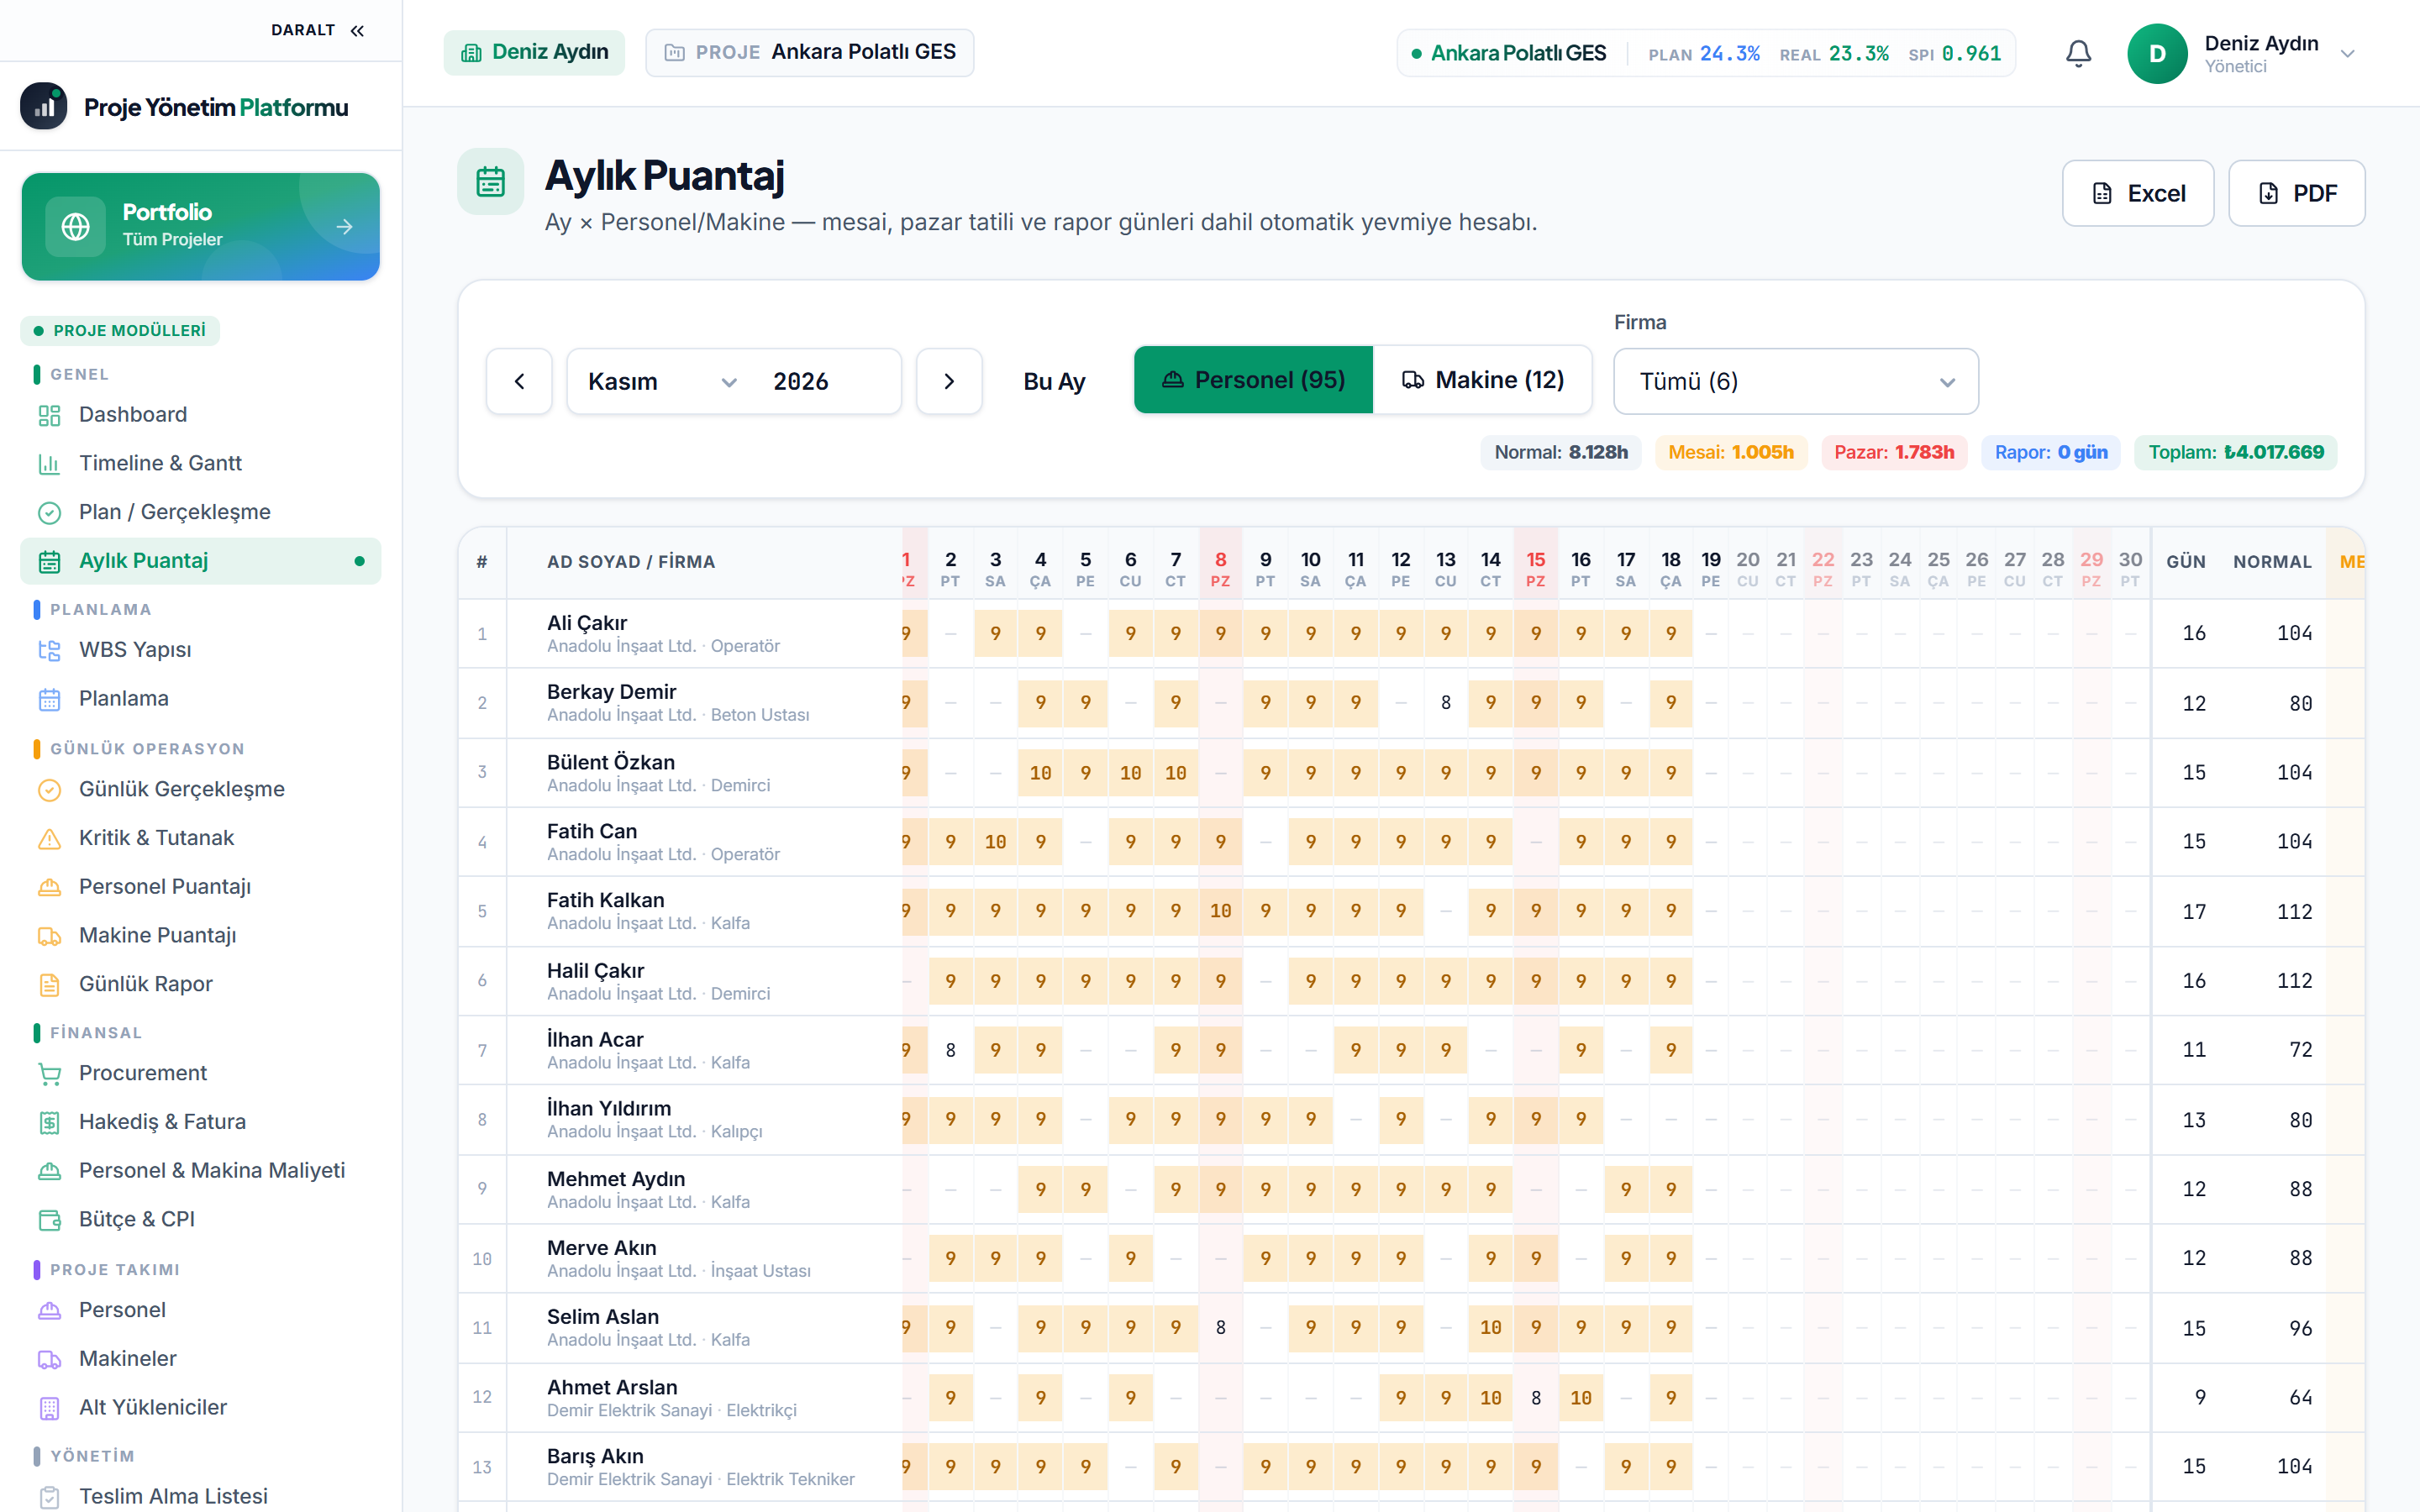 DARALT
Proje Yönetim Platformu
Portfolio
Tüm Projeler
PROJE MODÜLLERİ
GENEL
Dashboard
Timeline & Gantt
Plan / Gerçekleşme
Aylık Puantaj
PLANLAMA
WBS Yapısı
Planlama
GÜNLÜK OPERASYON
Günlük Gerçekleşme
Kritik & Tutanak
Personel Puantajı
Makine Puantajı
Günlük Rapor
FİNANSAL
Procurement
Hakediş & Fatura
Personel & Makina Maliyeti
Bütçe & CPI
PROJE TAKIMI
Personel
Makineler
Alt Yükleniciler
YÖNETİM
Teslim Alma Listesi
Deniz Aydın
PROJE Ankara Polatlı GES
Ankara Polatlı GES PLAN 24.3% REAL 23.3% SPI 0.961
D
Deniz Aydın
Yönetici
Aylık Puantaj
Ay × Personel/Makine — mesai, pazar tatili ve rapor günleri dahil otomatik yevmiye hesabı.
Excel
PDF
Firma
Kasım 2026 Bu Ay Personel (95) Makine (12) Tümü (6)
Normal: 8.128h Mesai: 1.005h Pazar: 1.783h Rapor: 0 gün Toplam: ₺4.017.669
# AD SOYAD / FİRMA 1 2 3 4 5 6 7 8 9 10 11 12 13 14 15 16 17 18 19 20 21 22 23 24 25 26 27 28 29 30 GÜN NORMAL ME
PZ PT SA ÇA PE CU CT PZ PT SA ÇA PE CU CT PZ PT SA ÇA PE CU CT PZ PT SA ÇA PE CU CT PZ PT
1 Ali Çakır 9 – 9 9 – 9 9 9 9 9 9 9 9 9 9 9 9 9 – – – – – – – – – – – – 16 104
Anadolu İnşaat Ltd. · Operatör
2 Berkay Demir 9 – – 9 9 – 9 – 9 9 9 – 8 9 9 9 – 9 – – – – – – – – – – – – 12 80
Anadolu İnşaat Ltd. · Beton Ustası
3 Bülent Özkan 9 – – 10 9 10 10 – 9 9 9 9 9 9 9 9 9 9 – – – – – – – – – – – – 15 104
Anadolu İnşaat Ltd. · Demirci
4 Fatih Can 9 9 10 9 – 9 9 9 – 9 9 9 9 9 – 9 9 9 – – – – – – – – – – – – 15 104
Anadolu İnşaat Ltd. · Operatör
5 Fatih Kalkan 9 9 9 9 9 9 9 10 9 9 9 9 – 9 9 9 9 9 – – – – – – – – – – – – 17 112
Anadolu İnşaat Ltd. · Kalfa
6 Halil Çakır – 9 9 9 9 9 9 9 – 9 9 9 9 9 9 9 9 9 – – – – – – – – – – – – 16 112
Anadolu İnşaat Ltd. · Demirci
7 İlhan Acar 9 8 9 9 – – 9 9 – – 9 9 9 – – 9 – 9 – – – – – – – – – – – – 11 72
Anadolu İnşaat Ltd. · Kalfa
8 İlhan Yıldırım 9 9 9 9 – 9 9 9 9 9 – 9 – 9 9 9 – – – – – – – – – – – – – – 13 80
Anadolu İnşaat Ltd. · Kalıpçı
9 Mehmet Aydın – – – 9 9 – 9 9 9 9 9 9 9 9 – – 9 9 – – – – – – – – – – – – 12 88
Anadolu İnşaat Ltd. · Kalfa
10 Merve Akın – 9 9 9 – 9 – – 9 9 9 9 – 9 9 – 9 9 – – – – – – – – – – – – 12 88
Anadolu İnşaat Ltd. · İnşaat Ustası
11 Selim Aslan 9 9 – 9 9 9 9 8 – 9 9 9 – 10 9 9 9 9 – – – – – – – – – – – – 15 96
Anadolu İnşaat Ltd. · Kalfa
12 Ahmet Arslan – 9 – 9 – 9 – – – – – 9 9 10 8 10 – 9 – – – – – – – – – – – – 9 64
Demir Elektrik Sanayi · Elektrikçi
13 Barış Akın 9 9 9 9 9 – 9 – 9 9 9 9 9 9 9 – 9 9 – – – – – – – – – – – – 15 104
Demir Elektrik Sanayi · Elektrik Tekniker